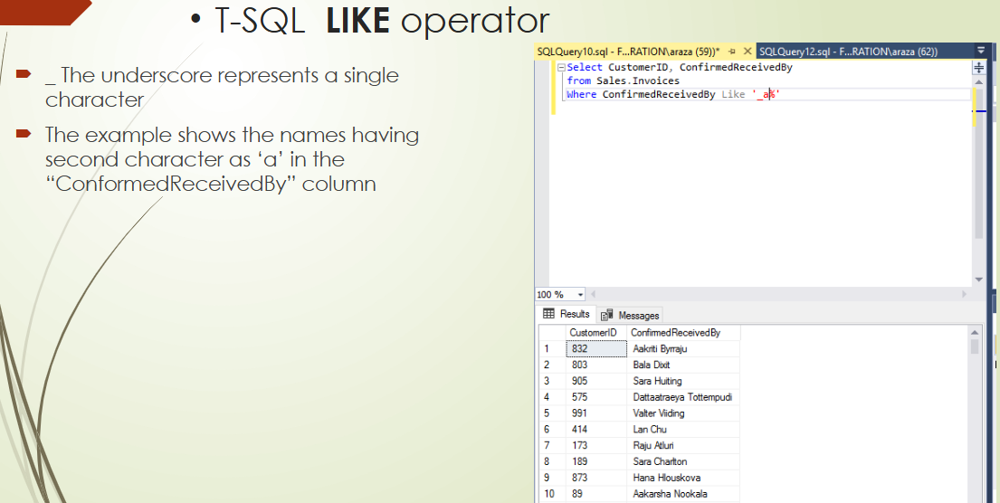 • T-SQL LIKE operator
_ The underscore represents a single
character
The example shows the names having
second character as ‘a’ in the
“ConformedReceivedBy” column
SQLQuery10.sql - F...RATION\araza (59))* SQLQuery12.sql - F...RATION\araza (62))
Select CustomerID, ConfirmedReceivedBy
from Sales.Invoices
Where ConfirmedReceivedBy Like '_a%'
100 %
Results Messages
CustomerID ConfirmedReceivedBy
1 832 Aakriti Byrraju
2 803 Bala Dixit
3 905 Sara Huiting
4 575 Dattaatraeya Tottempudi
5 991 Valter Viiding
6 414 Lan Chu
7 173 Raju Atluri
8 189 Sara Charlton
9 873 Hana Hlouskova
10 89 Aakarsha Nookala